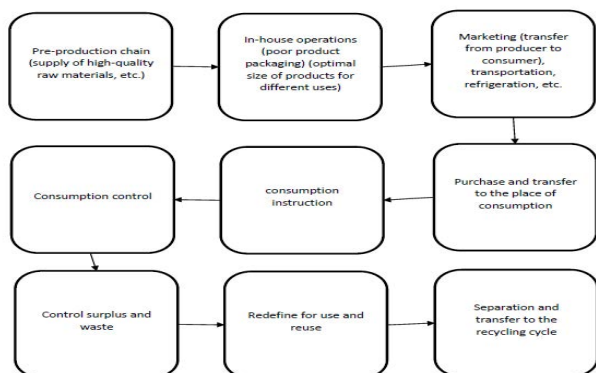 Pre-production chain
(supply of high-quality
raw materials, etc.)
In-house operations
(poor product
packaging) (optimal
size of products for
different uses)
Marketing (transfer
from producer to
consumer),
transportation,
refrigeration, etc.
Purchase and transfer
to the place of
consumption
consumption
instruction
Consumption control
Control surplus and
waste
Redefine for use and
reuse
Separation and
transfer to the
recycling cycle